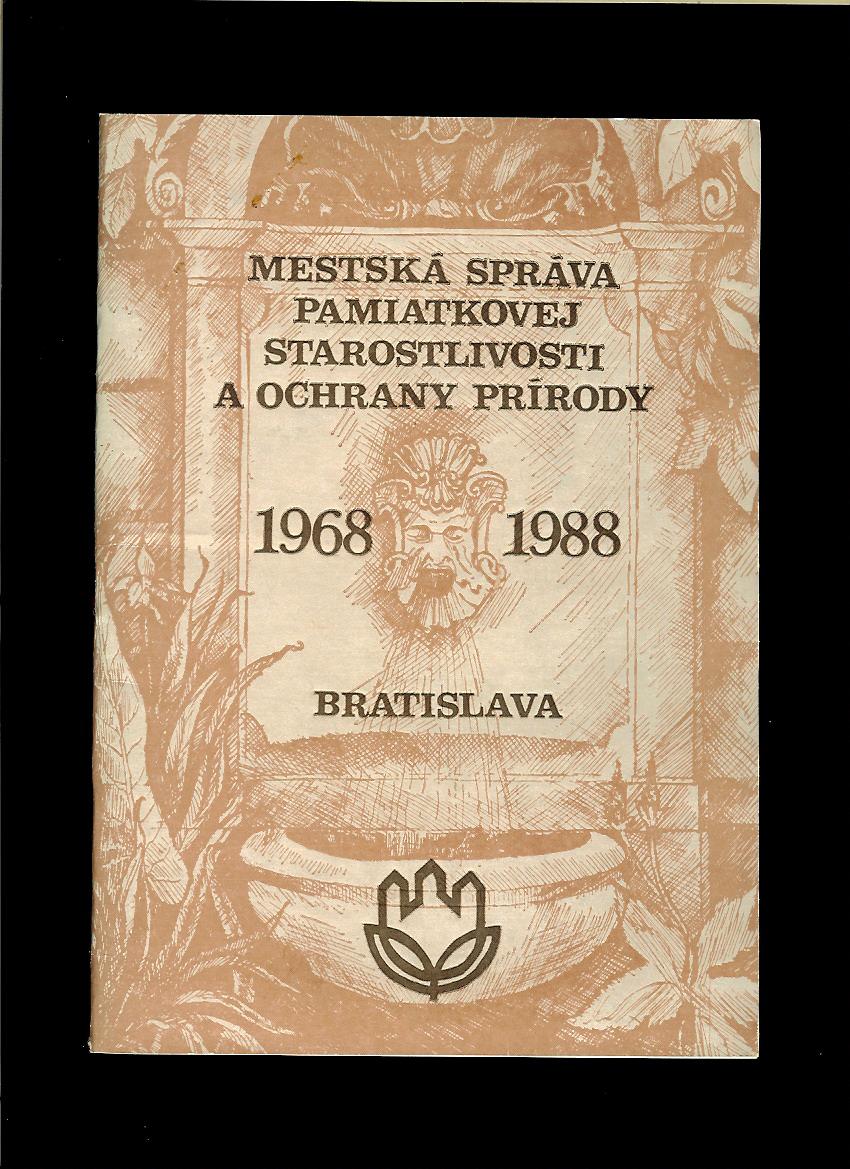 MESTSKÁ SPRÁVA
PAMIATKOVEJ
STAROSTLIVOSTI
A OCHRANY PRÍRODY
1968 1988
BRATISLAVA